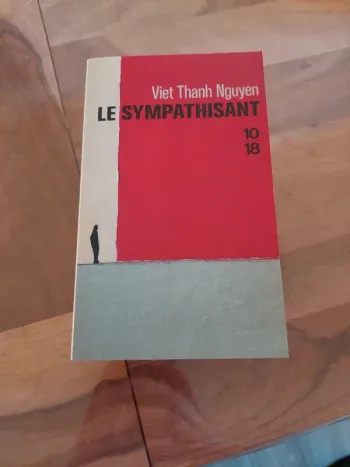 Viet Thanh Nguyen
LE SYMPATHISANT
10
18